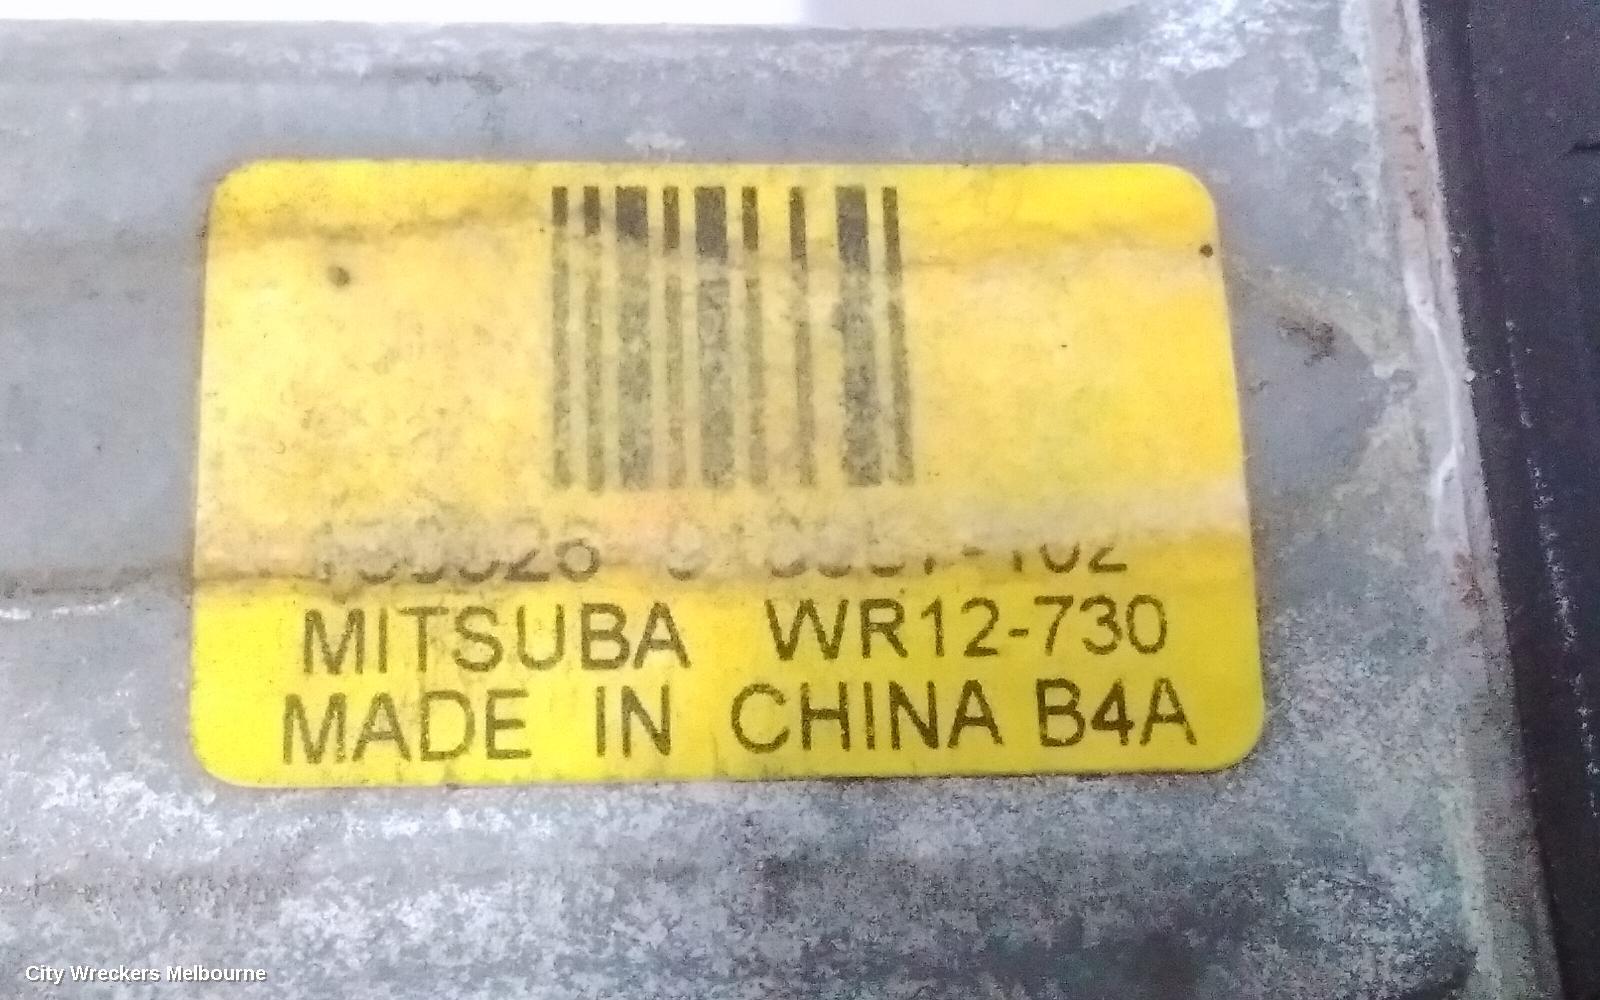 MITSUBA WR12-730
MADE IN CHINA B4A
City Wreckers Melbourne